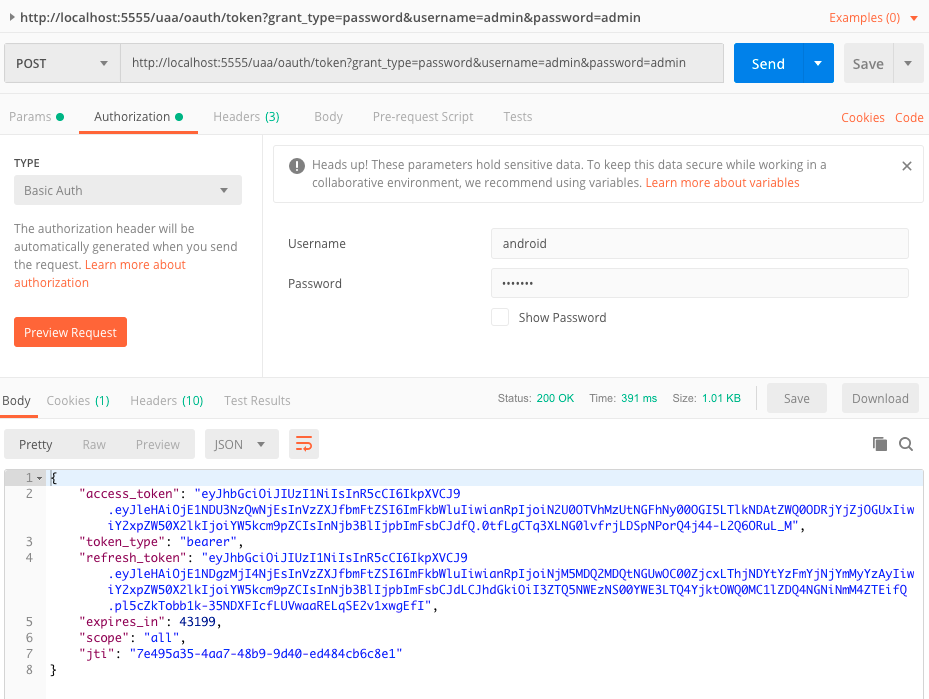 http://localhost:5555/uaa/oauth/token?grant_type=password&username=admin&password=admin
Examples (0)
POST
http://localhost:5555/uaa/oauth/token?grant_type=password&username=admin&password=admin
Send
Save
Params
Authorization
Headers (3)
Body
Pre-request Script
Tests
Cookies
Code
TYPE
Basic Auth
The authorization header will be
automatically generated when you send
the request. Learn more about
authorization
Preview Request
Heads up! These parameters hold sensitive data. To keep this data secure while working in a
collaborative environment, we recommend using variables. Learn more about variables
Username
android
Password
•••••••
Show Password
Body
Cookies (1)
Headers (10)
Test Results
Status: 200 OK
Time: 391 ms
Size: 1.01 KB
Save
Download
Pretty
Raw
Preview
JSON
1 {
2 "access_token": "eyJhbGciOiJIUzI1NiIsInR5cCI6IkpXVCJ9
.eyJleHAiOjE1NDU3NzQwNjEsInVzZXJfbmFtZSI6ImFkbWluIiwianRpIjoiN2U0OTVhMzUtNGFhNy00OGI5LTlkNDAtZWQ0ODRjYjZjOGUxIiw
iY2xpZW50X2lkIjoiYW5kcm9pZCIsInNjb3BlIjpbImFsbCJdfQ.0tfLgCTq3XLNG0lvfrjLDSpNPorQ4j44-L2Q6ORuL_M",
3 "token_type": "bearer",
4 "refresh_token": "eyJhbGciOiJIUzI1NiIsInR5cCI6IkpXVCJ9
.eyJleHAiOjE1NDgzMjI4NjEsInVzZXJfbmFtZSI6ImFkbWluIiwianRpIjoiNjM5MDQ2MDQtNGUwOC00ZjcxLThjNDYtYzFmYjNjYmMyYzAyIiw
iY2xpZW50X2lkIjoiYW5kcm9pZCIsInNjb3BlIjpbImFsbCJdLCJhdGkiOiI3ZTQ5NWEzNS00YWE3LTQ4YjktOWQ0MC1lZDQ4NGNiNmM4ZTEifQ
.pl5cZkTobb1k-35NDXFIcfLUVwaaRELqSE2v1xwgEfI",
5 "expires_in": 43199,
6 "scope": "all",
7 "jti": "7e495a35-4aa7-48b9-9d40-ed484cb6c8e1"
8 }